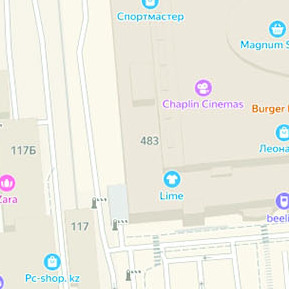 Спортмастер
Magnum S
Chaplin Cinemas
Burger
483
Леона
117Б
Zara
Lime
117
beeli
Pc-shop.kz